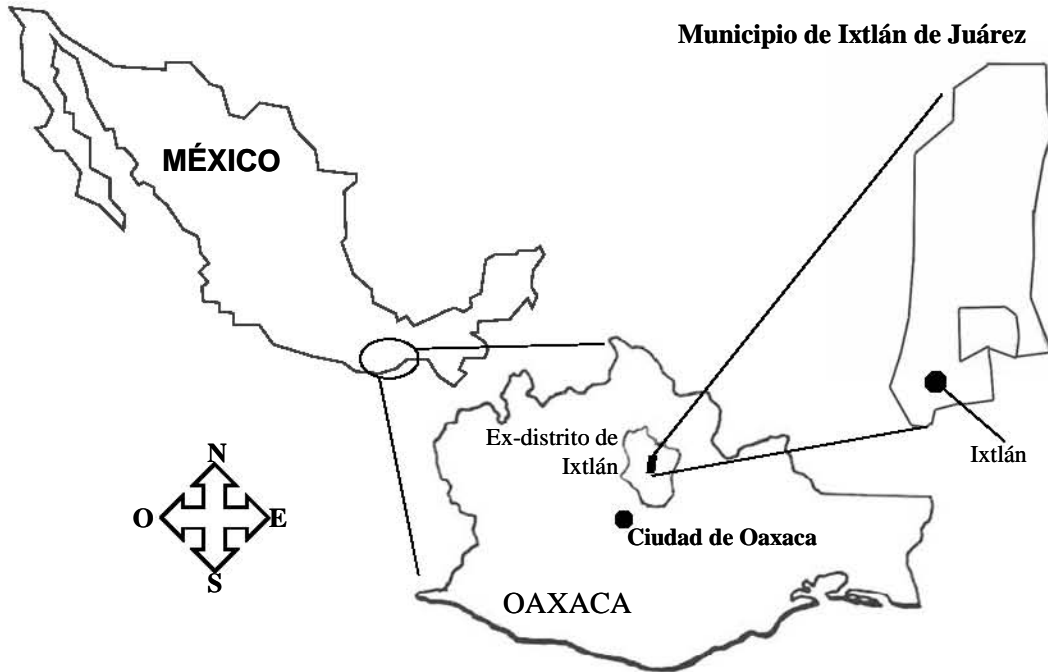 Municipio de Ixtlán de Juárez
MÉXICO
Ex-distrito de
Ixtlán
Ixtlán
N
O
E
S
Ciudad de Oaxaca
OAXACA